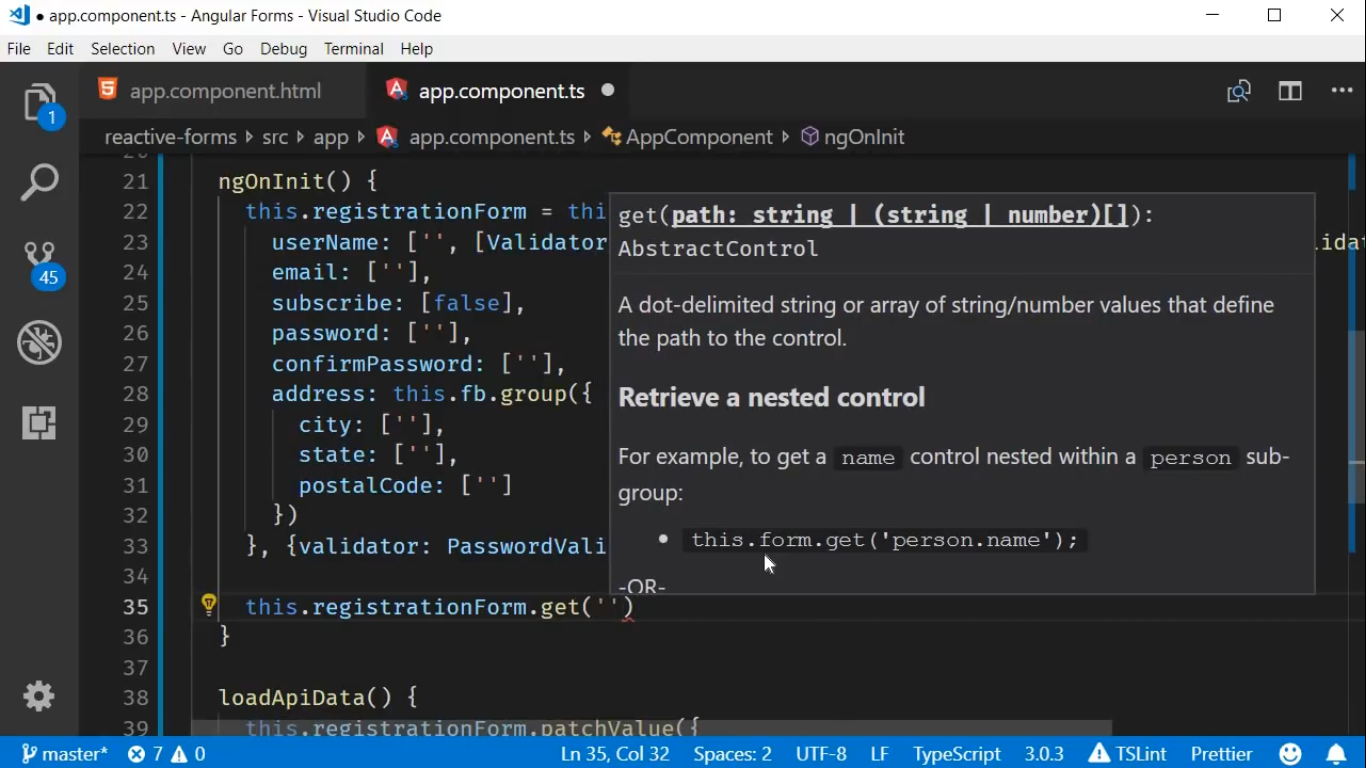 app.component.ts - Angular Forms - Visual Studio Code
File Edit Selection View Go Debug Terminal Help
app.component.html app.component.ts
reactive-forms src app app.component.ts AppComponent ngOnInit
1
45
21 ngOnInit() {
22 this.registrationForm = thi
23 userName: ['', [Validator
24 email: [''],
25 subscribe: [false],
26 password: [''],
27 confirmPassword: [''],
28 address: this.fb.group({
29 city: [''],
30 state: [''],
31 postalCode: ['']
32 })
33 }, {validator: PasswordVali
34
35 this.registrationForm.get('')
36 }
37
38 loadApiData() {
39 this.registrationForm.patchValue({
get(path: string | (string | number)[]):
AbstractControl
A dot-delimited string or array of string/number values that define
the path to the control.
Retrieve a nested control
For example, to get a name control nested within a person sub-
group:
• this.form.get('person.name');
-OR-
master* 7 0 Ln 35, Col 32 Spaces: 2 UTF-8 LF TypeScript 3.0.3 TSLint Prettier